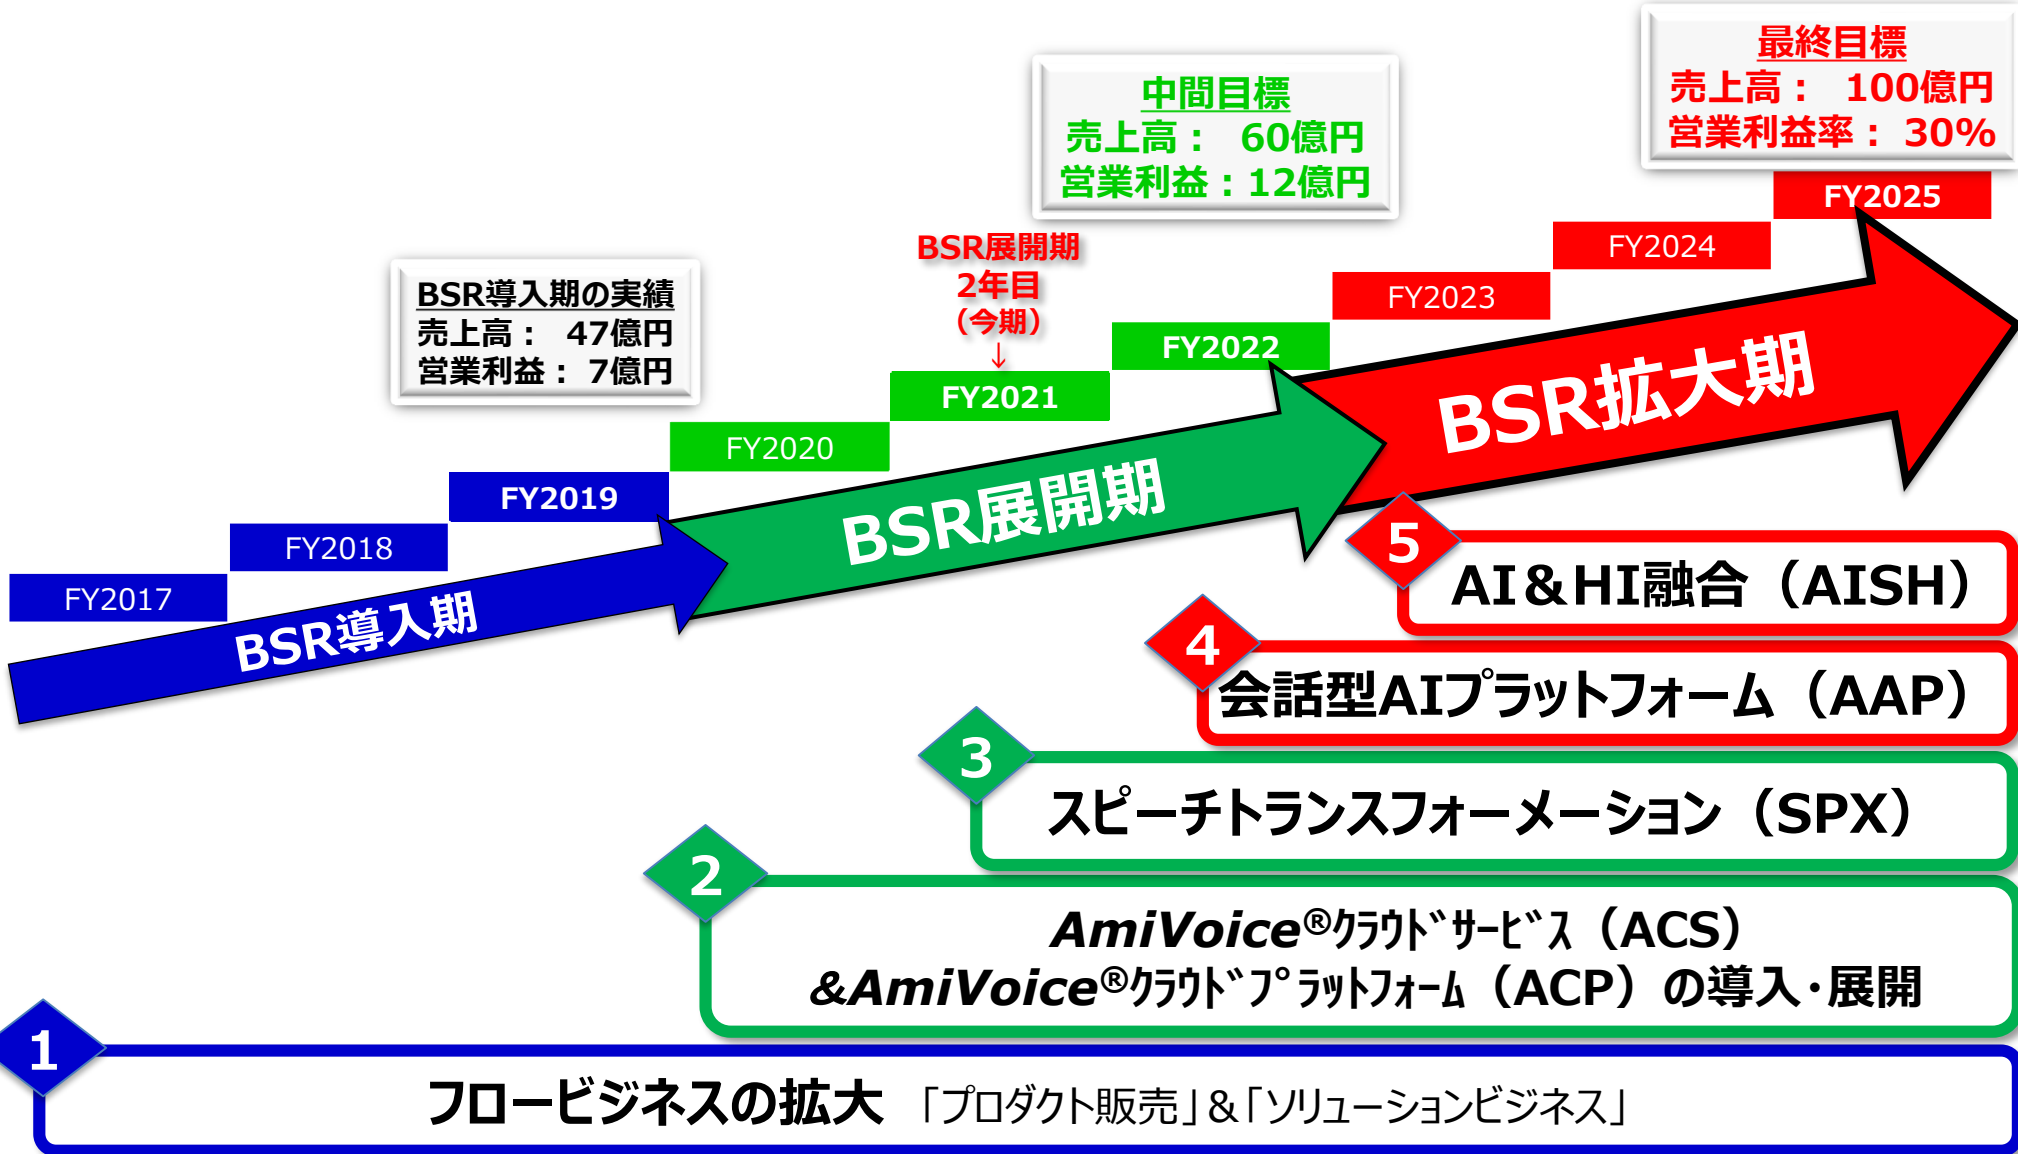 最終目標
売上高： 100億円
営業利益率： 30%
中間目標
売上高： 60億円
営業利益：12億円
BSR導入期の実績
売上高： 47億円
営業利益： 7億円
BSR展開期
2年目
（今期）
↓
FY2017
FY2018
FY2019
FY2020
FY2021
FY2022
FY2023
FY2024
FY2025
BSR導入期
BSR展開期
BSR拡大期
5
AI＆HI融合（AISH）
4
会話型AIプラットフォーム（AAP）
3
スピーチトランスフォーメーション（SPX）
2
AmiVoice®ｸﾗｳﾄﾞｻｰﾋﾞｽ（ACS）
&AmiVoice®ｸﾗｳﾄﾞﾌﾟﾗｯﾄﾌｫｰﾑ（ACP）の導入･展開
1
フロービジネスの拡大 「プロダクト販売」＆「ソリューションビジネス」